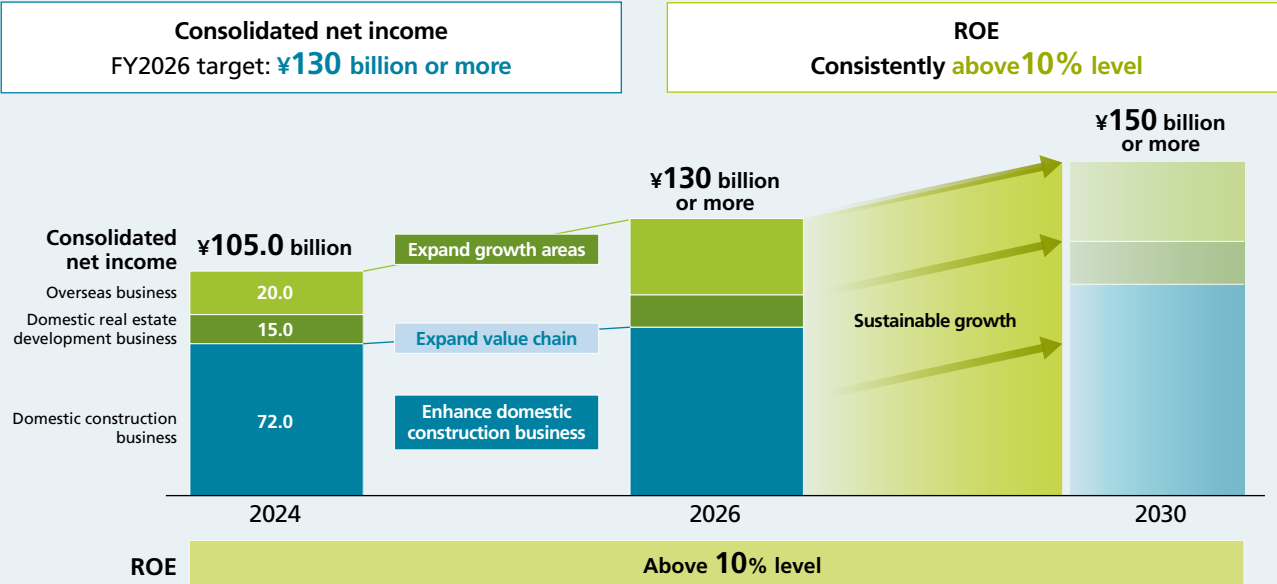 Consolidated net income
FY2026 target: ¥130 billion or more
ROE
Consistently above 10% level
Consolidated
net income
¥105.0 billion
Expand growth areas
¥130 billion
or more
¥150 billion
or more
Overseas business
20.0
Domestic real estate
development business
15.0
Expand value chain
Sustainable growth
Domestic construction
business
72.0
Enhance domestic
construction business
2024
2026
2030
ROE
Above 10% level